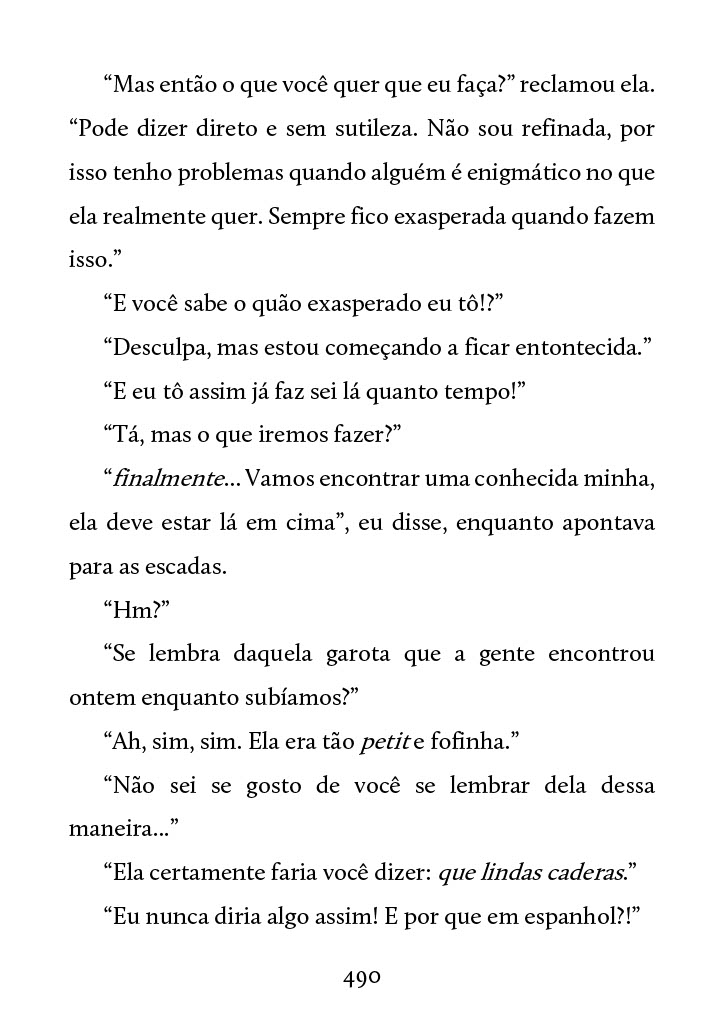 “Mas então o que você quer que eu faça?” reclamou ela.
“Pode dizer direto e sem sutileza. Não sou refinada, por
isso tenho problemas quando alguém é enigmático no que
ela realmente quer. Sempre fico exasperada quando fazem
isso.”
“E você sabe o quão exasperado eu tô!?”
“Desculpa, mas estou começando a ficar entontecida.”
“E eu tô assim já faz sei lá quanto tempo!”
“Tá, mas o que iremos fazer?”
“finalmente... Vamos encontrar uma conhecida minha,
ela deve estar lá em cima”, eu disse, enquanto apontava
para as escadas.
“Hm?”
“Se lembra daquela garota que a gente encontrou
ontem enquanto subíamos?”
“Ah, sim, sim. Ela era tão petit e fofinha.”
“Não sei se gosto de você se lembrar dela dessa
maneira...”
“Ela certamente faria você dizer: que lindas caderas.”
“Eu nunca diria algo assim! E por que em espanhol?!”
490